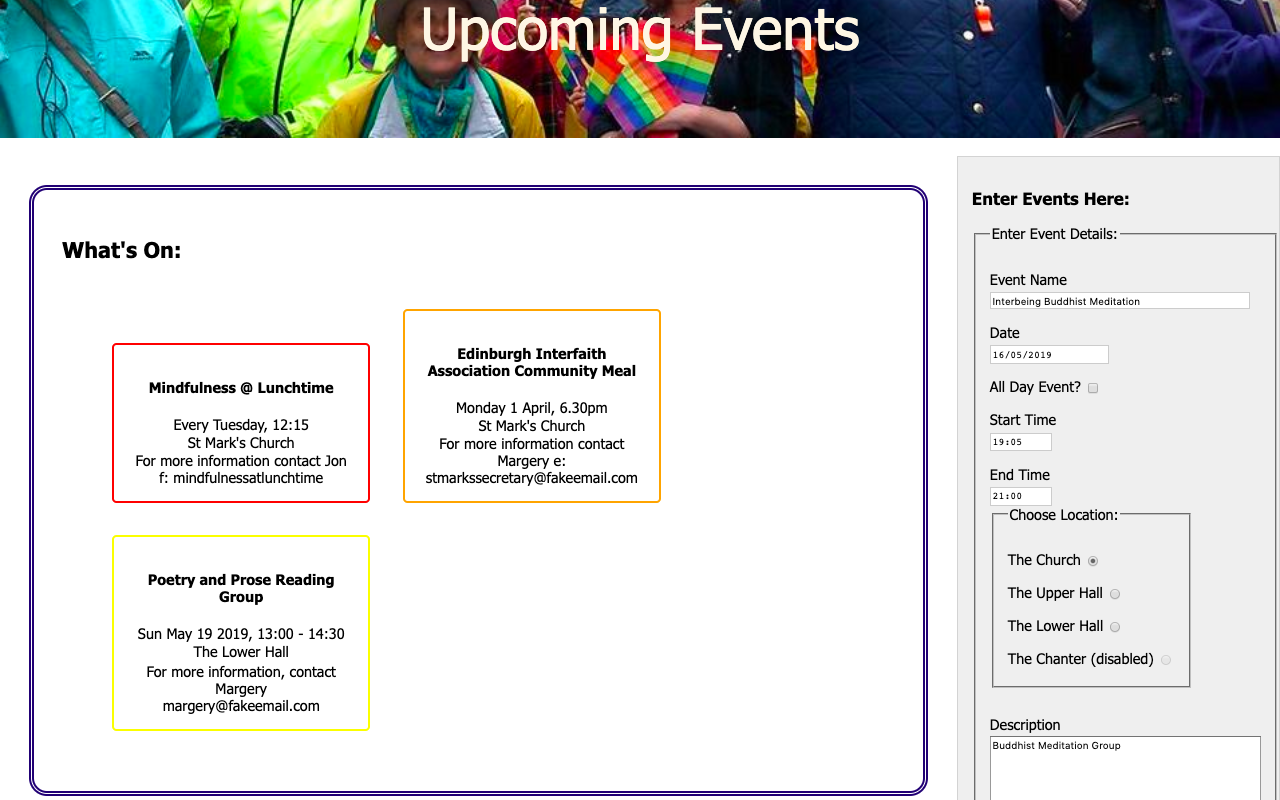 Upcoming Events
What's On:
Mindfulness @ Lunchtime
Every Tuesday, 12:15
St Mark's Church
For more information contact Jon
f: mindfulnessatlunchtime
Edinburgh Interfaith
Association Community Meal
Monday 1 April, 6.30pm
St Mark's Church
For more information contact
Margery e:
stmarkssecretary@fakeemail.com
Poetry and Prose Reading
Group
Sun May 19 2019, 13:00 - 14:30
The Lower Hall
For more information, contact
Margery
margery@fakeemail.com
Enter Events Here:
Enter Event Details:
Event Name
Interbeing Buddhist Meditation
Date
16/05/2019
All Day Event?
Start Time
19:05
End Time
21:00
Choose Location:
The Church
The Upper Hall
The Lower Hall
The Chanter (disabled)
Description
Buddhist Meditation Group